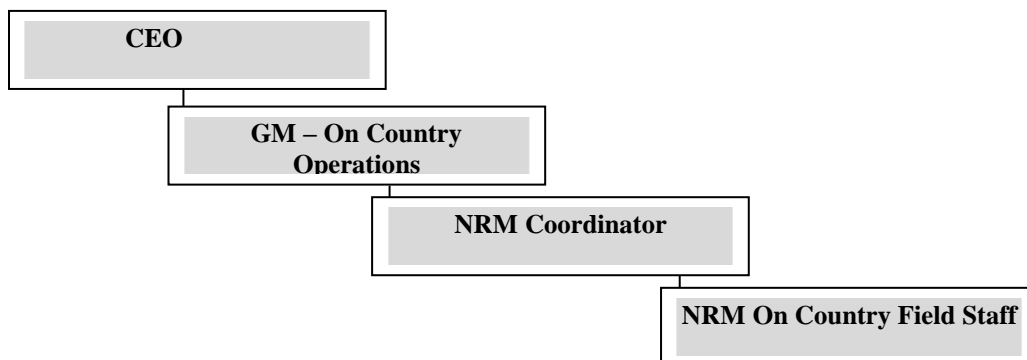 CEO
GM – On Country
Operations
NRM Coordinator
NRM On Country Field Staff